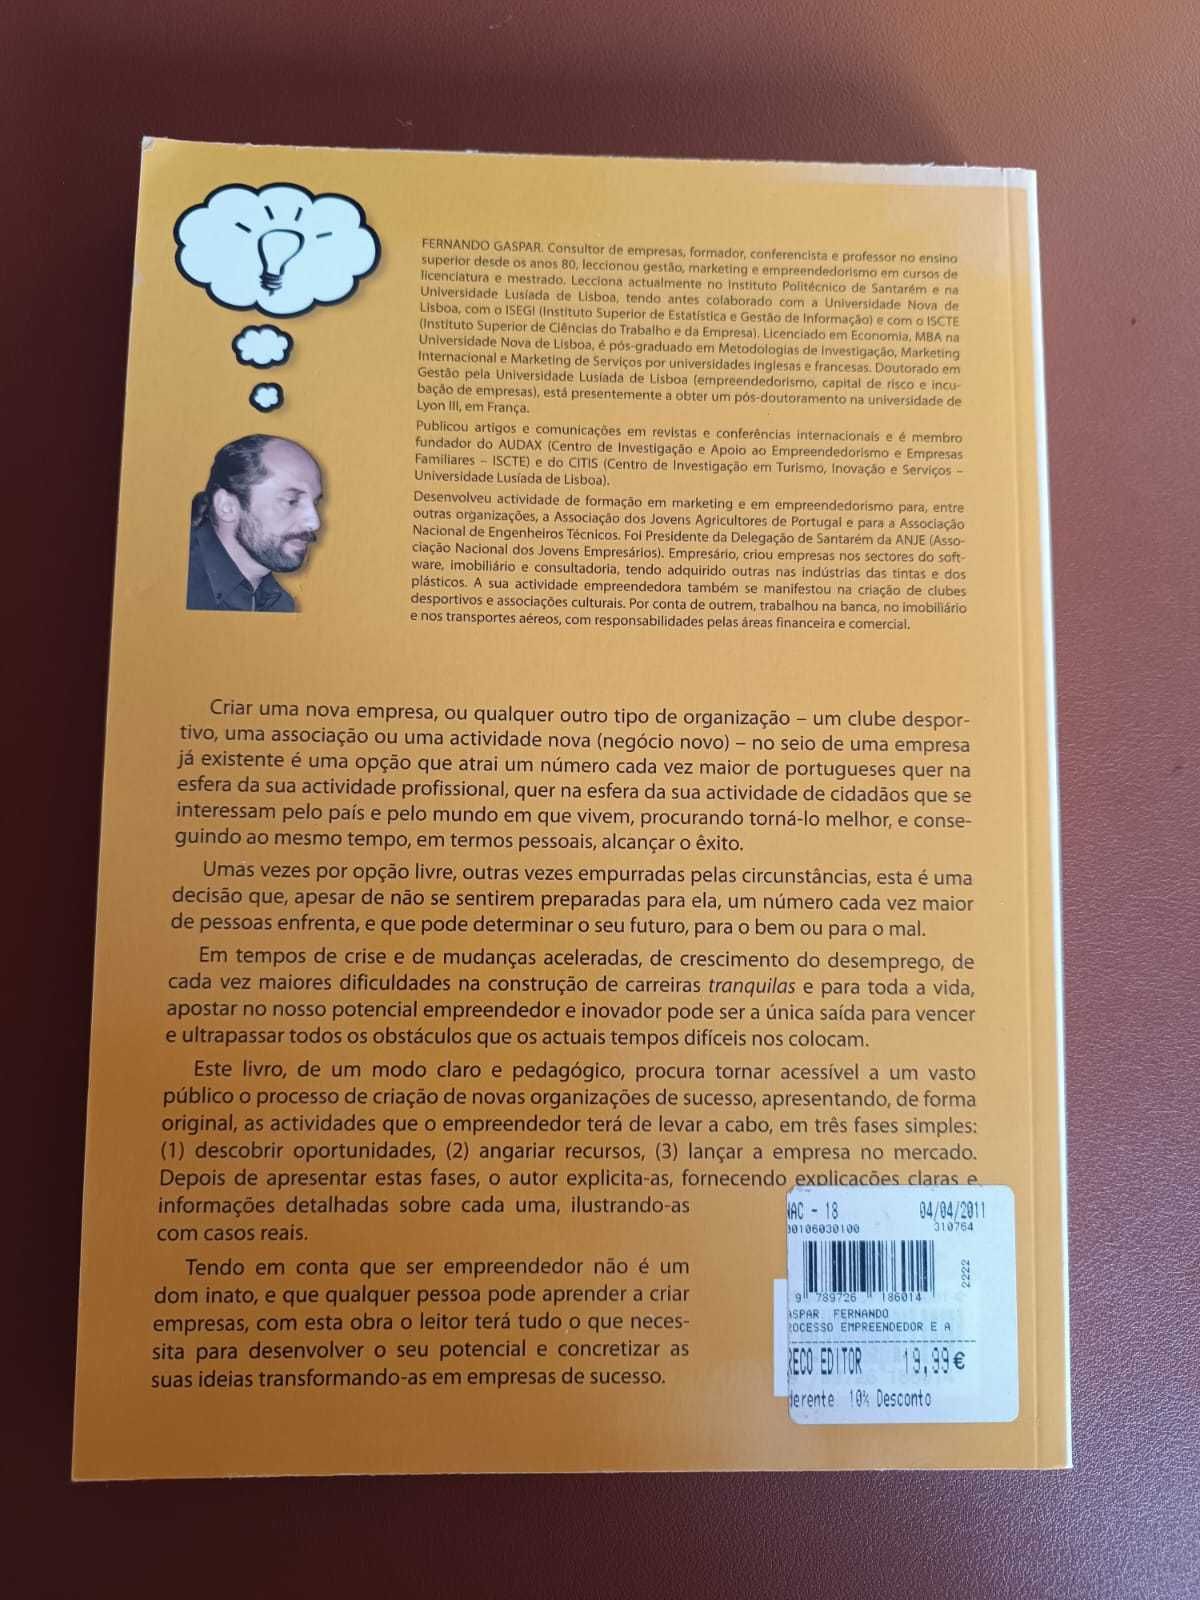 FERNANDO GASPAR. Consultor de empresas, formador, conferencista e professor no ensino
superior desde os anos 80, leccionou gestão, marketing e empreendedorismo em cursos de
licenciatura e mestrado. Lecciona actualmente no Instituto Politécnico de Santarém e na
Universidade Lusíada de Lisboa, tendo antes colaborado com a Universidade Nova de
Lisboa, com o ISEGI (Instituto Superior de Estatística e Gestão de Informação) e com o ISCTE
(Instituto Superior de Ciências do Trabalho e da Empresa). Licenciado em Economia, MBA na
Universidade Nova de Lisboa, é pós-graduado em Metodologias de Investigação, Marketing
Internacional e Marketing de Serviços por universidades inglesas e francesas. Doutorado em
Gestão pela Universidade Lusíada de Lisboa (empreendedorismo, capital de risco e incu-
bação de empresas), está presentemente a obter um pós-doutoramento na universidade de
Lyon III, em França.
Publicou artigos e comunicações em revistas e conferências internacionais e é membro
fundador do AUDAX (Centro de Investigação e Apoio ao Empreendedorismo e Empresas
Familiares – ISCTE) e do CITIS (Centro de Investigação em Turismo, Inovação e Serviços –
Universidade Lusíada de Lisboa).
Desenvolveu actividade de formação em marketing e em empreendedorismo para, entre
outras organizações, a Associação dos Jovens Agricultores de Portugal e para a Associação
Nacional de Engenheiros Técnicos. Foi Presidente da Delegação de Santarém da ANJE (Asso-
ciação Nacional dos Jovens Empresários). Empresário, criou empresas nos sectores do soft-
ware, imobiliário e consultadoria, tendo adquirido outras nas indústrias das tintas e dos
plásticos. A sua actividade empreendedora também se manifestou na criação de clubes
desportivos e associações culturais. Por conta de outrem, trabalhou na banca, no imobiliário
e nos transportes aéreos, com responsabilidades pelas áreas financeira e comercial.
Criar uma nova empresa, ou qualquer outro tipo de organização – um clube despor-
tivo, uma associação ou uma actividade nova (negócio novo) – no seio de uma empresa
já existente é uma opção que atrai um número cada vez maior de portugueses quer na
esfera da sua actividade profissional, quer na esfera da sua actividade de cidadãos que se
interessam pelo país e pelo mundo em que vivem, procurando torná-lo melhor, e conse-
guindo ao mesmo tempo, em termos pessoais, alcançar o êxito.
Umas vezes por opção livre, outras vezes empurradas pelas circunstâncias, esta é uma
decisão que, apesar de não se sentirem preparadas para ela, um número cada vez maior
de pessoas enfrenta, e que pode determinar o seu futuro, para o bem ou para o mal.
Em tempos de crise e de mudanças aceleradas, de crescimento do desemprego, de
cada vez maiores dificuldades na construção de carreiras tranquilas e para toda a vida,
apostar no nosso potencial empreendedor e inovador pode ser a única saída para vencer
e ultrapassar todos os obstáculos que os actuais tempos difíceis nos colocam.
Este livro, de um modo claro e pedagógico, procura tornar acessível a um vasto
público o processo de criação de novas organizações de sucesso, apresentando, de forma
original, as actividades que o empreendedor terá de levar a cabo, em três fases simples:
(1) descobrir oportunidades, (2) angariar recursos, (3) lançar a empresa no mercado.
Depois de apresentar estas fases, o autor explicita-as, fornecendo explicações claras e
informações detalhadas sobre cada uma, ilustrando-as
com casos reais.
Tendo em conta que ser empreendedor não é um
dom inato, e que qualquer pessoa pode aprender a criar
empresas, com esta obra o leitor terá tudo o que neces-
sita para desenvolver o seu potencial e concretizar as
suas ideias transformando-as em empresas de sucesso.
NAC - 18 04/04/2011
00106030100 310764
2222
9 789726 186014
ASPAR FERNANDO
ROCESSO EMPREENDEDOR E A
RECO EDITOR 19,99€
derente 10% Desconto